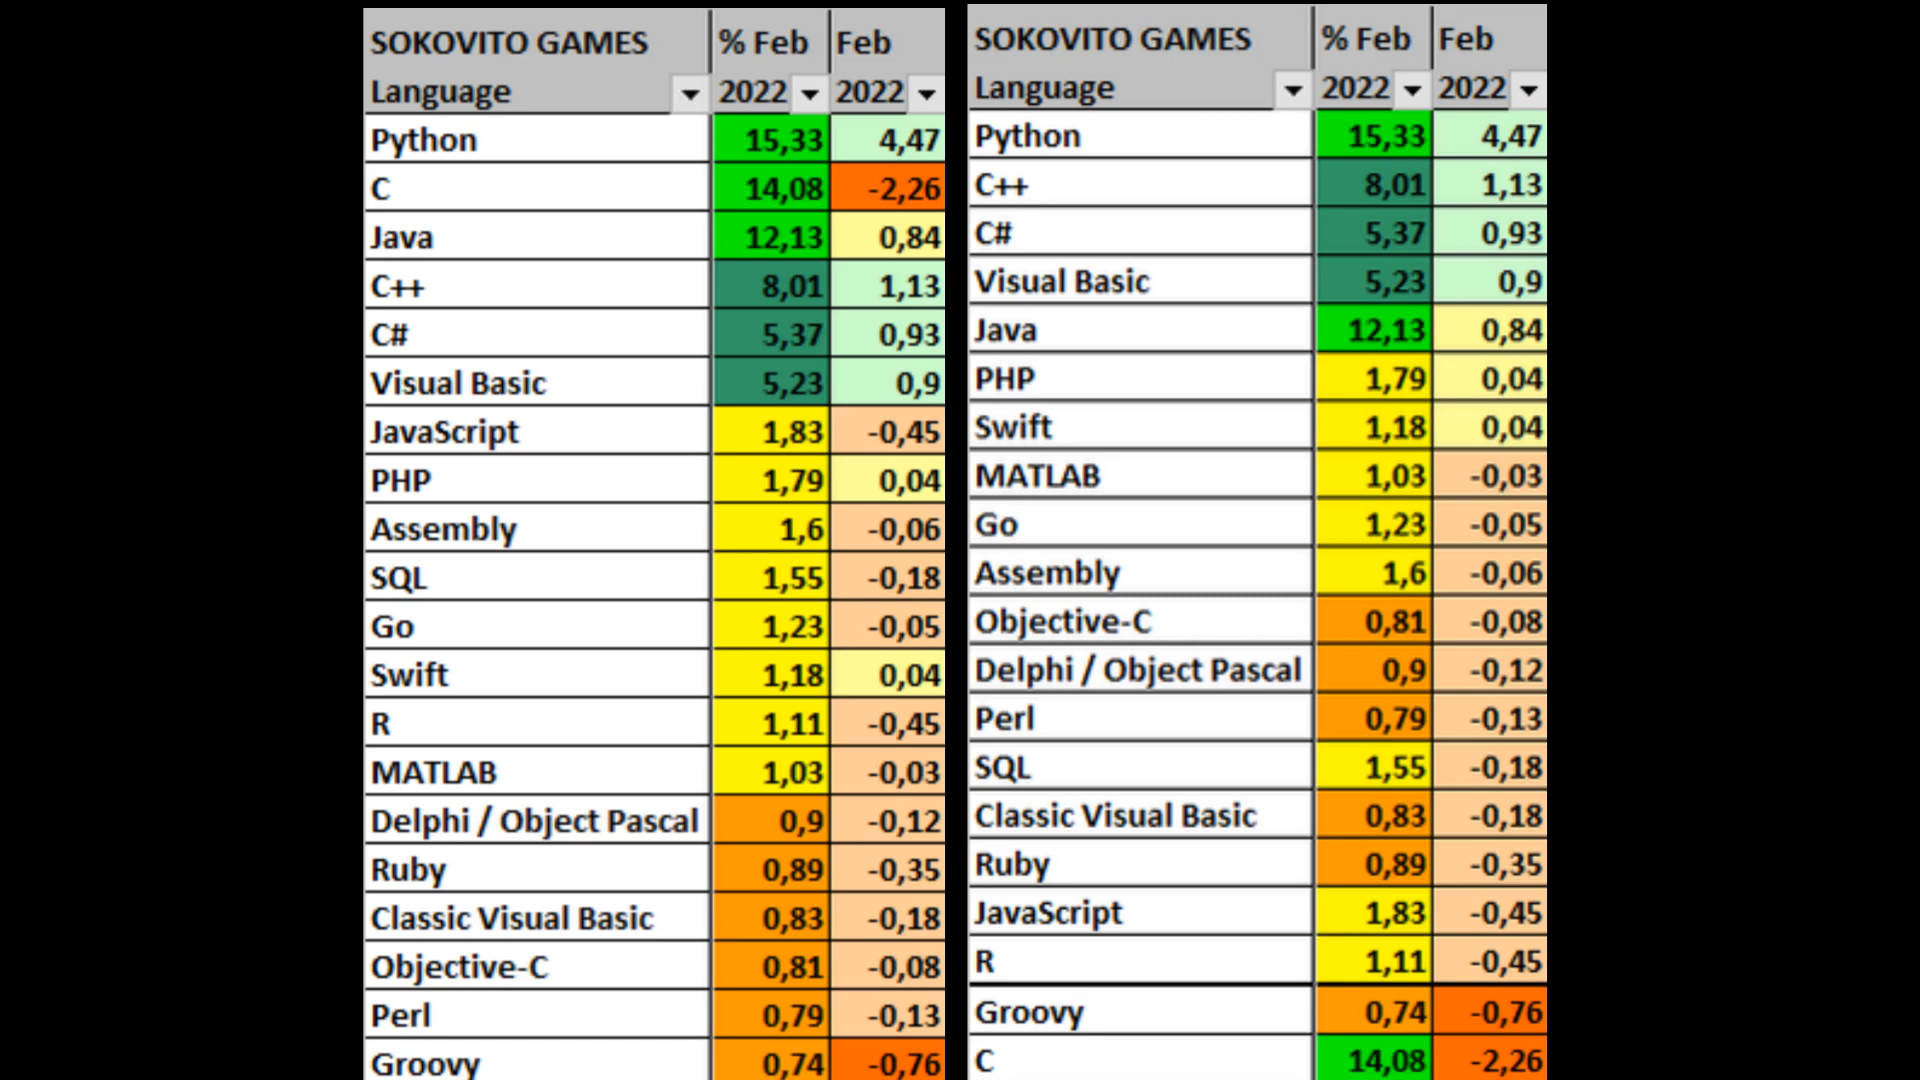 SOKOVITO GAMES % Feb Feb
Language 2022 2022
Python 15,33 4,47
C 14,08 -2,26
Java 12,13 0,84
C++ 8,01 1,13
C# 5,37 0,93
Visual Basic 5,23 0,9
JavaScript 1,83 -0,45
PHP 1,79 0,04
Assembly 1,6 -0,06
SQL 1,55 -0,18
Go 1,23 -0,05
Swift 1,18 0,04
R 1,11 -0,45
MATLAB 1,03 -0,03
Delphi / Object Pascal 0,9 -0,12
Ruby 0,89 -0,35
Classic Visual Basic 0,83 -0,18
Objective-C 0,81 -0,08
Perl 0,79 -0,13
Groovy 0,74 -0,76
SOKOVITO GAMES % Feb Feb
Language 2022 2022
Python 15,33 4,47
C++ 8,01 1,13
C# 5,37 0,93
Visual Basic 5,23 0,9
Java 12,13 0,84
PHP 1,79 0,04
Swift 1,18 0,04
MATLAB 1,03 -0,03
Go 1,23 -0,05
Assembly 1,6 -0,06
Objective-C 0,81 -0,08
Delphi / Object Pascal 0,9 -0,12
Perl 0,79 -0,13
SQL 1,55 -0,18
Classic Visual Basic 0,83 -0,18
Ruby 0,89 -0,35
JavaScript 1,83 -0,45
R 1,11 -0,45
Groovy 0,74 -0,76
C 14,08 -2,26